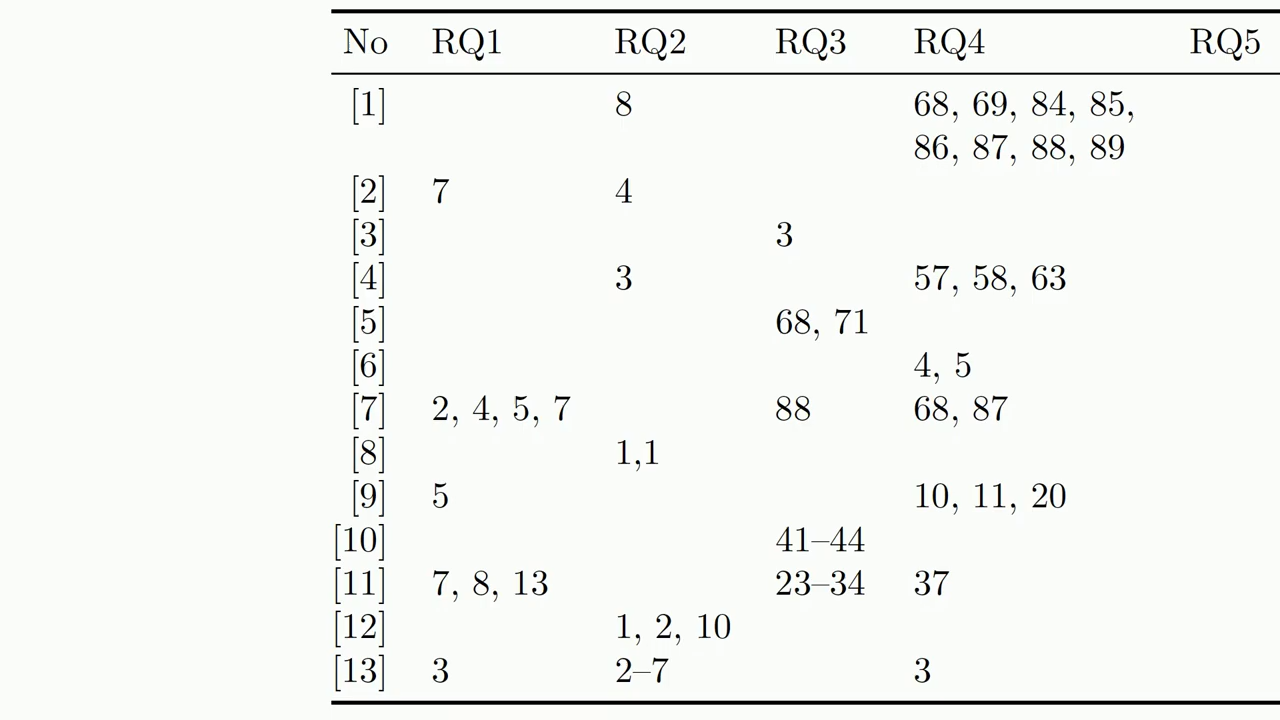 No RQ1 RQ2 RQ3 RQ4 RQ5
[1] 8 68, 69, 84, 85,
86, 87, 88, 89
[2] 7 4
[3] 3
[4] 3 57, 58, 63
[5] 68, 71
[6] 4, 5
[7] 2, 4, 5, 7 88 68, 87
[8] 1,1
[9] 5 10, 11, 20
[10] 41–44
[11] 7, 8, 13 23–34 37
[12] 1, 2, 10
[13] 3 2–7 3